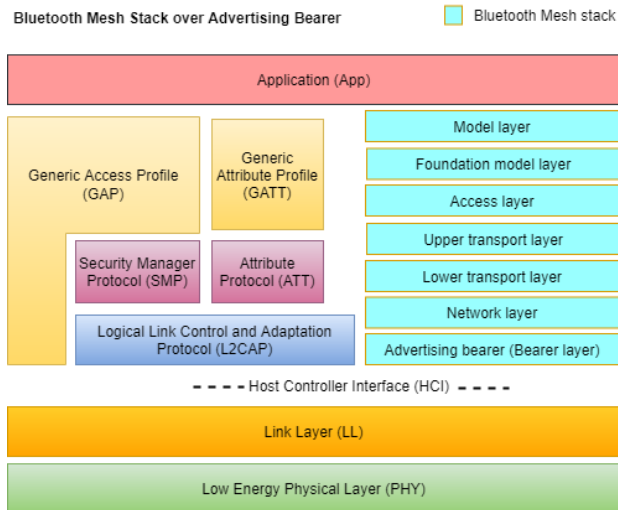 Bluetooth Mesh Stack over Advertising Bearer
Bluetooth Mesh stack
Application (App)
Generic Access Profile
(GAP)
Generic
Attribute Profile
(GATT)
Security Manager
Protocol (SMP)
Attribute
Protocol (ATT)
Logical Link Control and Adaptation
Protocol (L2CAP)
Model layer
Foundation model layer
Access layer
Upper transport layer
Lower transport layer
Network layer
Advertising bearer (Bearer layer)
Host Controller Interface (HCI)
Link Layer (LL)
Low Energy Physical Layer (PHY)